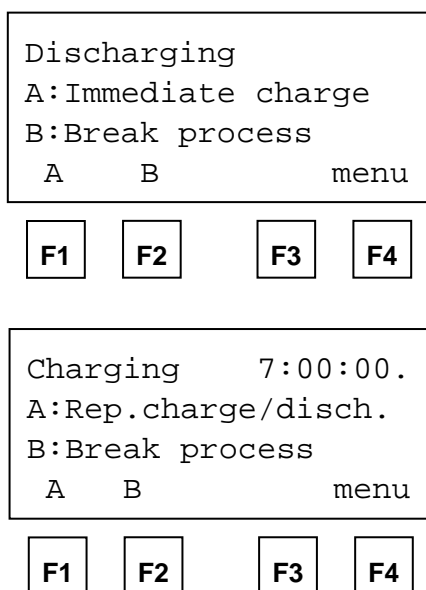 Discharging
A:Immediate charge
B:Break process
A B menu
F1 F2 F3 F4
Charging 7:00:00.
A:Rep.charge/disch.
B:Break process
A B menu
F1 F2 F3 F4